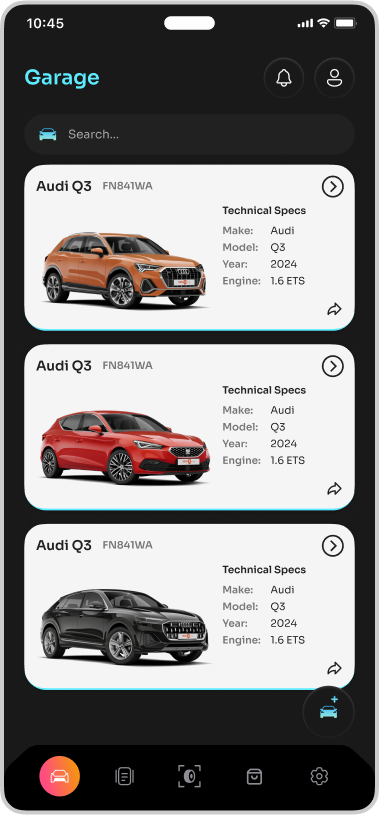 10:45
Garage
Search...
Audi Q3 FN841WA
Technical Specs
Make: Audi
Model: Q3
Year: 2024
Engine: 1.6 ETS
Audi Q3 FN841WA
Technical Specs
Make: Audi
Model: Q3
Year: 2024
Engine: 1.6 ETS
Audi Q3 FN841WA
Technical Specs
Make: Audi
Model: Q3
Year: 2024
Engine: 1.6 ETS